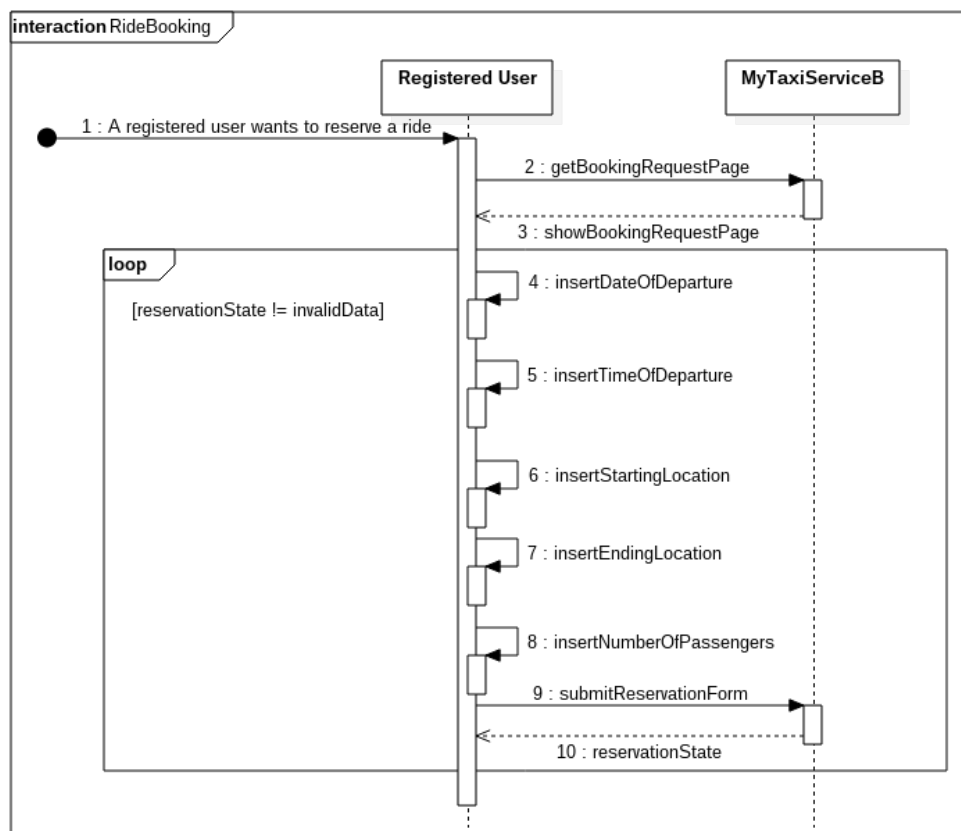 interaction RideBooking
Registered User
MyTaxiServiceB
1 : A registered user wants to reserve a ride
2 : getBookingRequestPage
3 : showBookingRequestPage
loop
4 : insertDateOfDeparture
[reservationState != invalidData]
5 : insertTimeOfDeparture
6 : insertStartingLocation
7 : insertEndingLocation
8 : insertNumberOfPassengers
9 : submitReservationForm
10 : reservationState